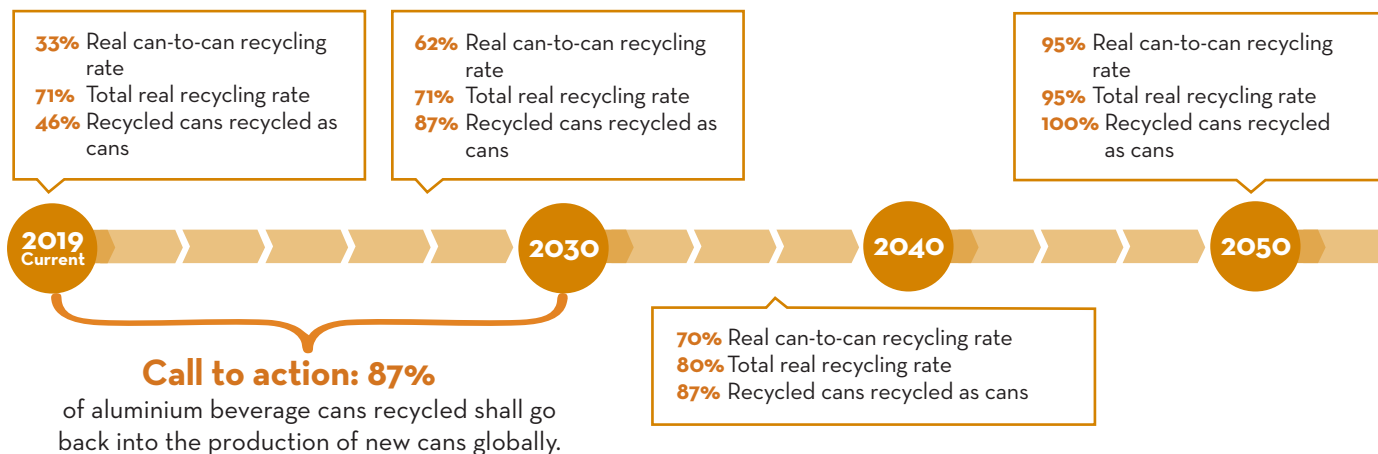 33% Real can-to-can recycling
rate
71% Total real recycling rate
46% Recycled cans recycled as
cans
62% Real can-to-can recycling
rate
71% Total real recycling rate
87% Recycled cans recycled as
cans
95% Real can-to-can recycling
rate
95% Total real recycling rate
100% Recycled cans recycled
as cans
2019
Current
2030
2040
2050
Call to action: 87%
of aluminium beverage cans recycled shall go
back into the production of new cans globally.
70% Real can-to-can recycling rate
80% Total real recycling rate
87% Recycled cans recycled as cans